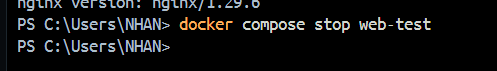 nginx version: nginx/1.29.6
PS C:\Users\NHAN> docker compose stop web-test
PS C:\Users\NHAN>